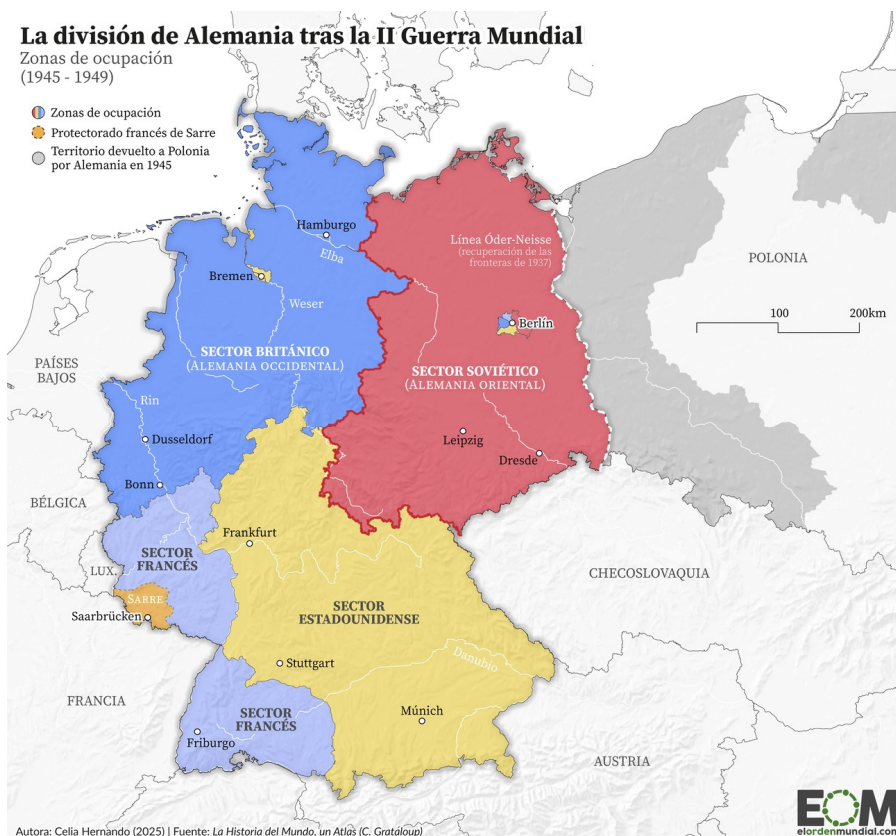 La división de Alemania tras la II Guerra Mundial
Zonas de ocupación
(1945 - 1949)
Zonas de ocupación
Protectorado francés de Sarre
Territorio devuelto a Polonia
por Alemania en 1945
Hamburgo
Elba
Línea Óder-Neisse
(recuperación de las
fronteras de 1937)
POLONIA
Bremen
Weser
100
200km
Berlín
SECTOR BRITÁNICO
(ALEMANIA OCCIDENTAL)
SECTOR SOVIÉTICO
(ALEMANIA ORIENTAL)
PAÍSES
BAJOS
Rin
Dusseldorf
Leipzig
Dresde
Bonn
BÉLGICA
Frankfurt
SECTOR
FRANCÉS
LUX.
CHECOSLOVAQUIA
SARRE
Saarbrücken
SECTOR
ESTADOUNIDENSE
Danubio
Stuttgart
FRANCIA
SECTOR
FRANCÉS
Múnich
Friburgo
AUSTRIA
EOM
elordenmundial.co
Autora: Celia Hernando (2025) | Fuente: La Historia del Mundo, un Atlas (C. Grataloup)